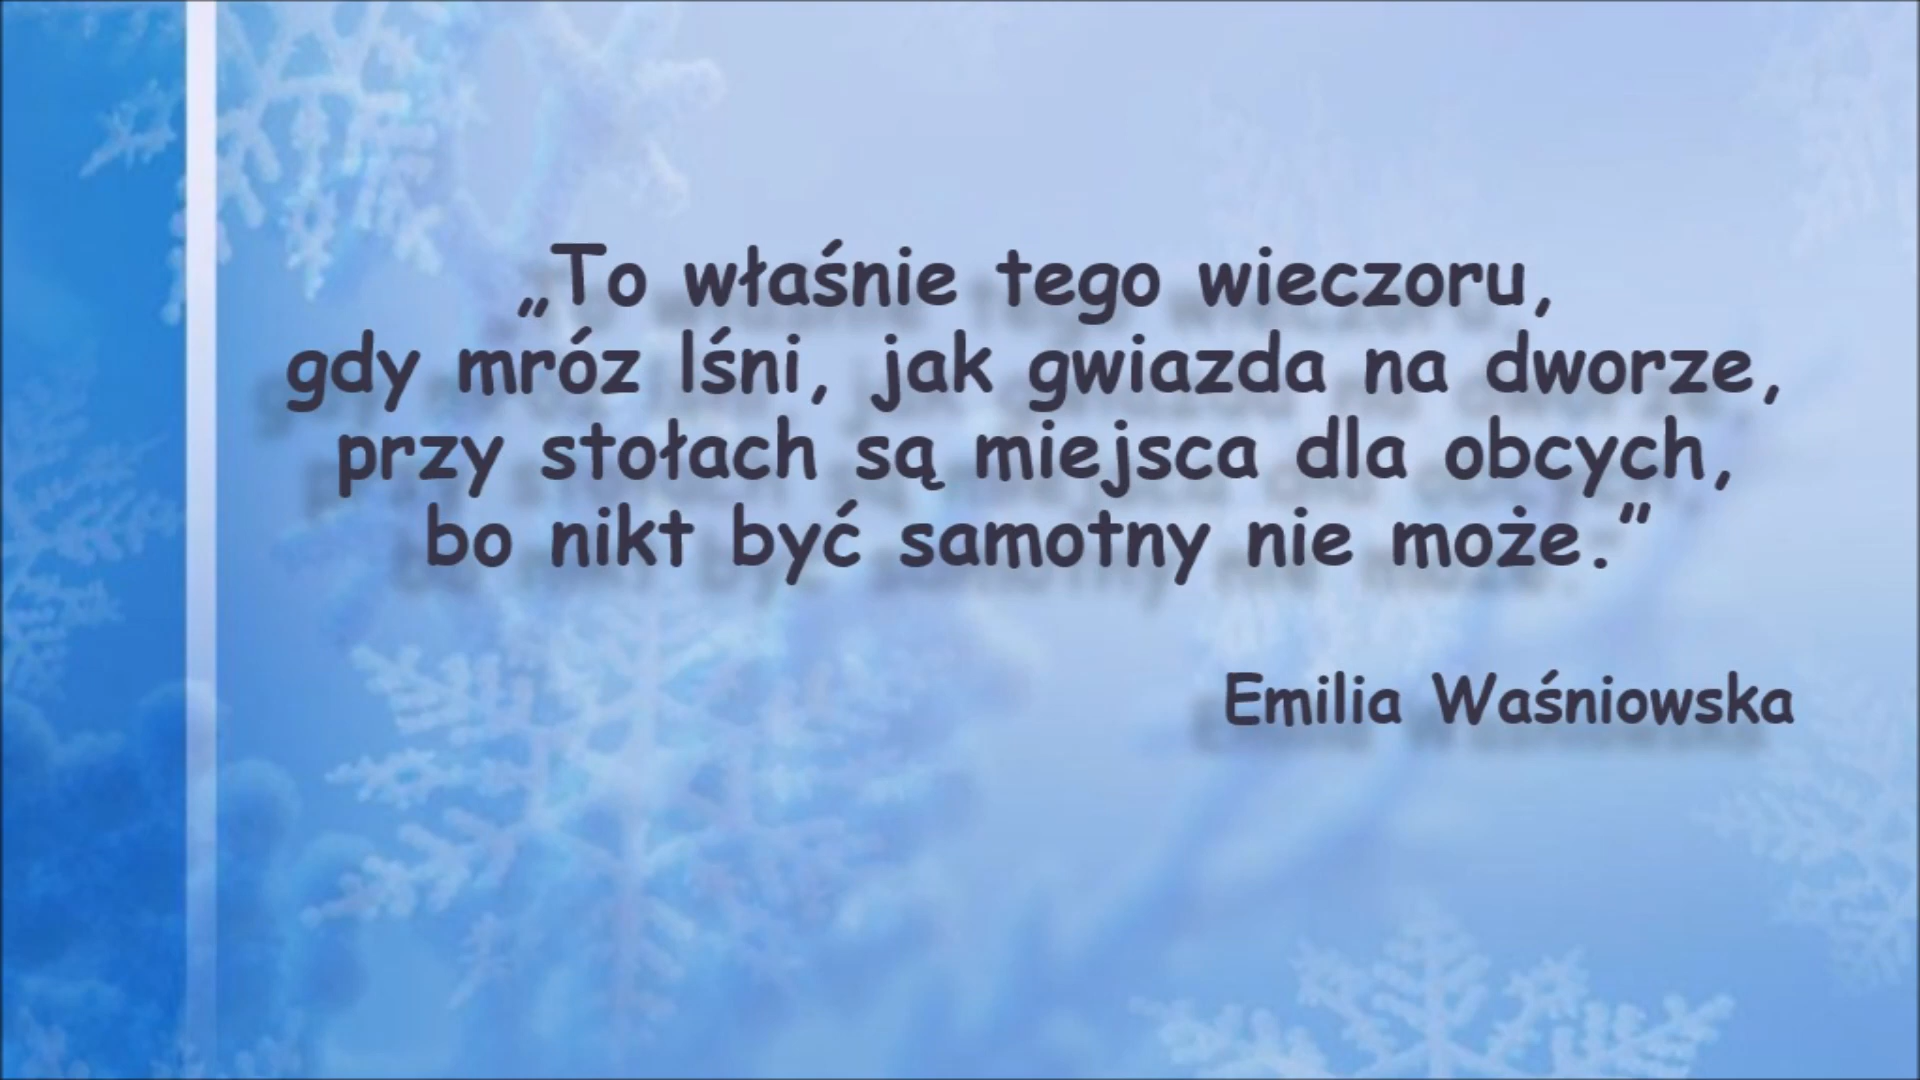 „To właśnie tego wieczoru,
gdy mróz lśni, jak gwiazda na dworze,
przy stołach są miejsca dla obcych,
bo nikt być samotny nie może.”
Emilia Waśniowska